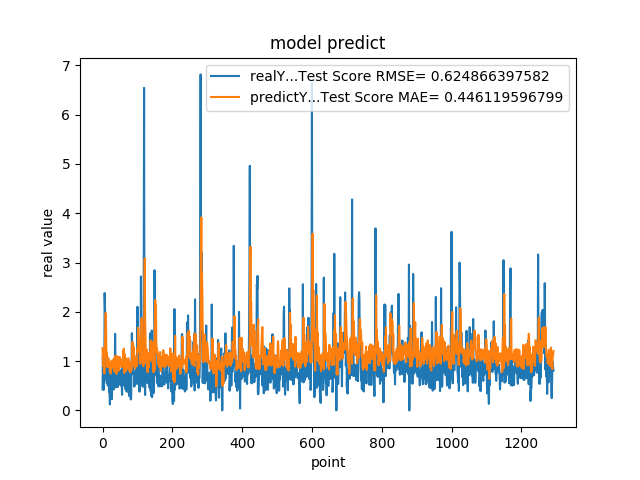 model predict
realY...Test Score RMSE= 0.624866397582
predictY...Test Score MAE= 0.446119596799
7
6
5
4
3
2
1
0
real value
0 200 400 600 800 1000 1200
point